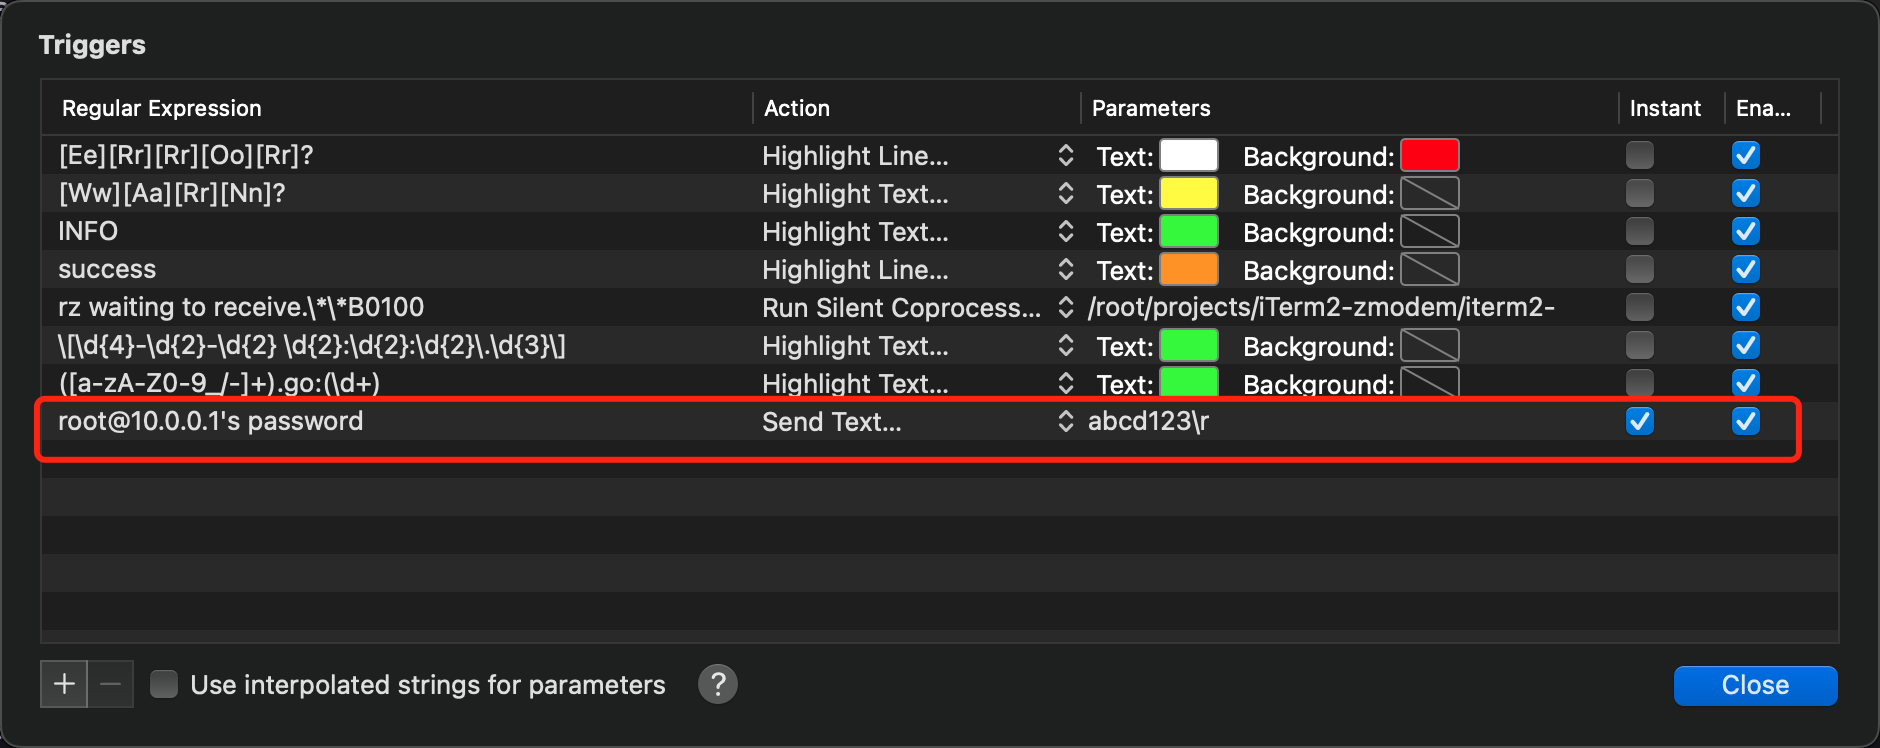 Triggers
Regular Expression Action Parameters Instant Ena...
[Ee][Rr][Rr][Oo][Rr]? Highlight Line... Text: Background:
[Ww][Aa][Rr][Nn]? Highlight Text... Text: Background:
INFO Highlight Text... Text: Background:
success Highlight Line... Text: Background:
rz waiting to receive.\*\*B0100 Run Silent Coprocess... /root/projects/iTerm2-zmodem/iterm2-
\[\d{4}-\d{2}-\d{2} \d{2}:\d{2}:\d{2}\.\d{3}\] Highlight Text... Text: Background:
([a-zA-Z0-9_/-]+).go:(\d+) Highlight Text... Text: Background:
root@10.0.0.1's password Send Text... abcd123\r
+ − Use interpolated strings for parameters ? Close